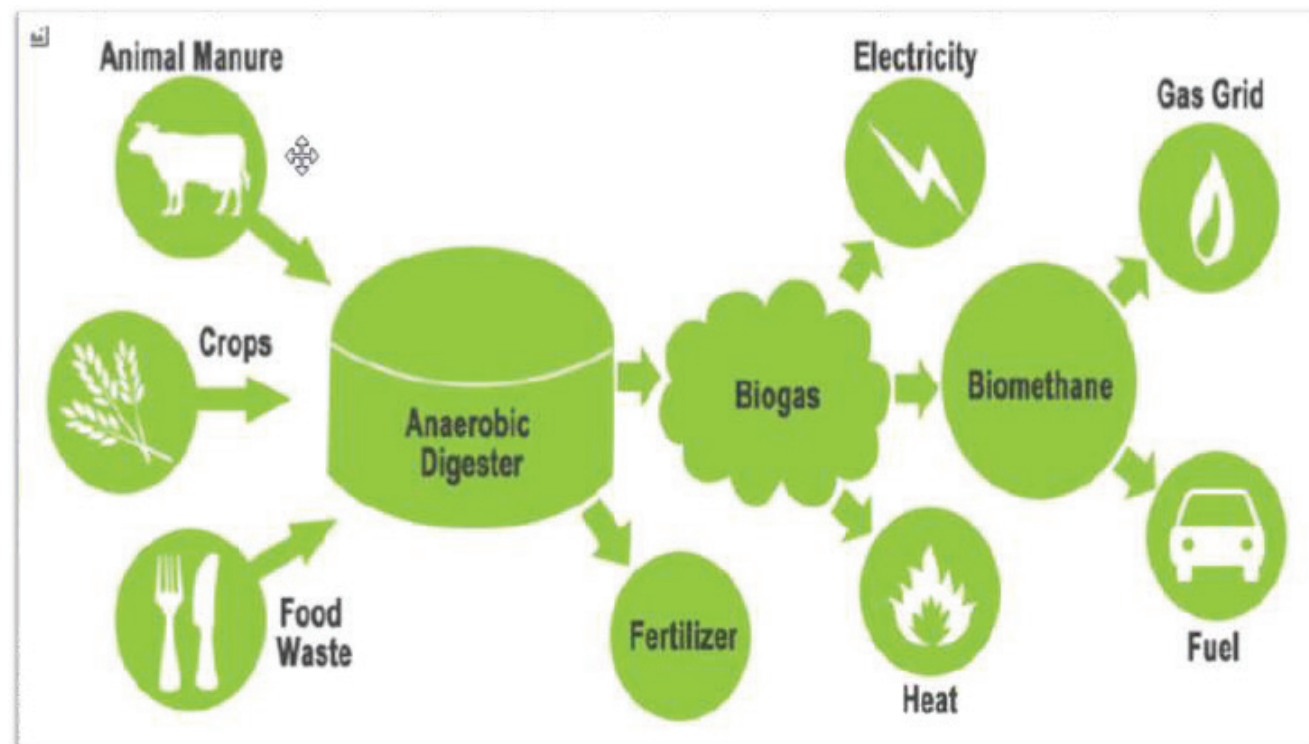 Animal Manure
Electricity
Gas Grid
Crops
Anaerobic
Digester
Biogas
Biomethane
Food
Waste
Fertilizer
Heat
Fuel